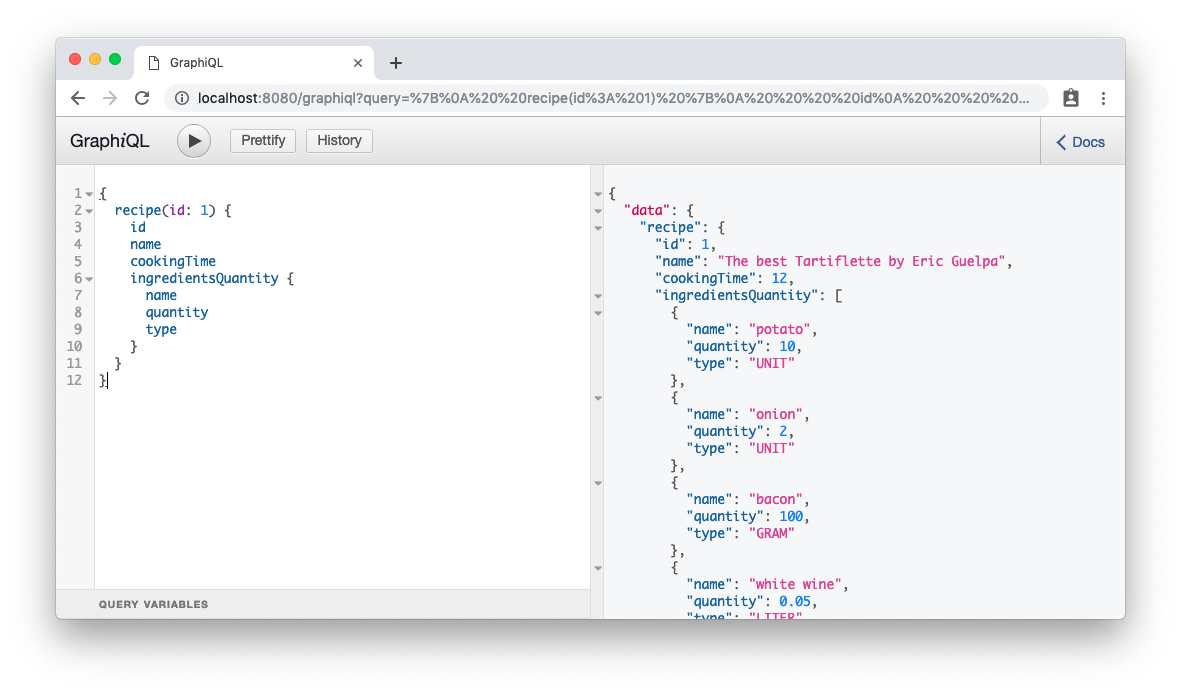 GraphiQL
localhost:8080/graphiql?query=%7B%0A%20%20recipe(id%3A%201)%20%7B%0A%20%20%20%20id%0A%20%20%20%20...
GraphiQL
Prettify
History
Docs
1 {
2 recipe(id: 1) {
3 id
4 name
5 cookingTime
6 ingredientsQuantity {
7 name
8 quantity
9 type
10 }
11 }
12 }
QUERY VARIABLES
{
"data": {
"recipe": {
"id": 1,
"name": "The best Tartiflette by Eric Guelpa",
"cookingTime": 12,
"ingredientsQuantity": [
{
"name": "potato",
"quantity": 10,
"type": "UNIT"
},
{
"name": "onion",
"quantity": 2,
"type": "UNIT"
},
{
"name": "bacon",
"quantity": 100,
"type": "GRAM"
},
{
"name": "white wine",
"quantity": 0.05,
"type": "LITER"